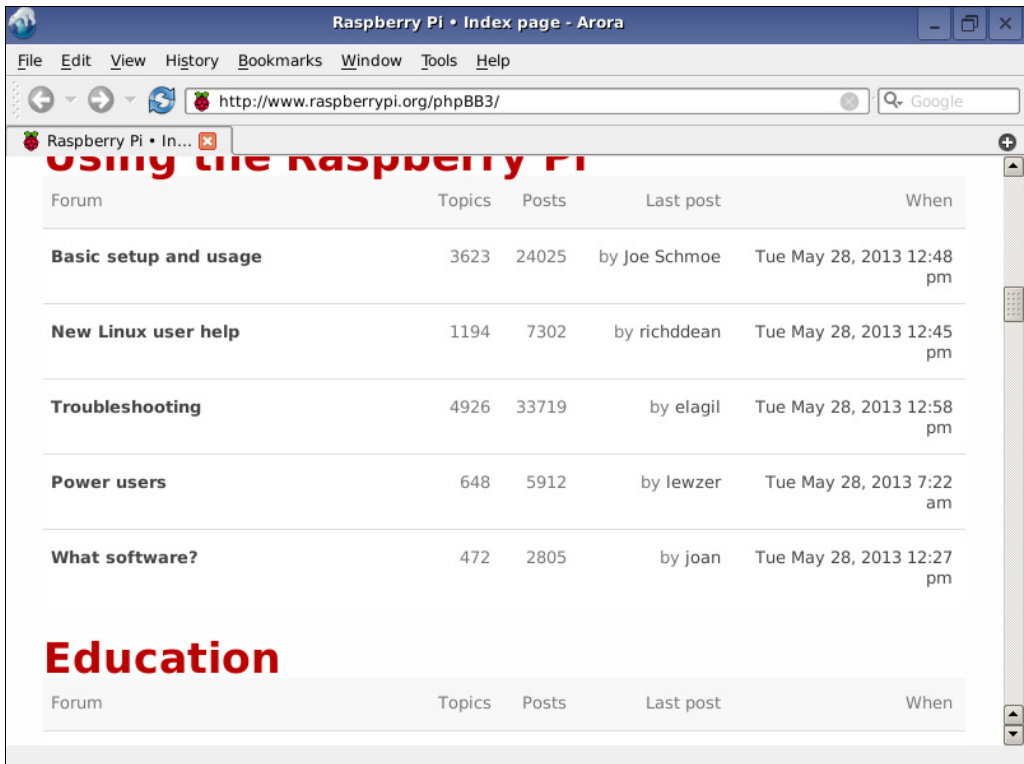 Raspberry Pi • Index page - Arora
File Edit View History Bookmarks Window Tools Help
http://www.raspberrypi.org/phpBB3/ Google
Raspberry Pi • In...
Using the Raspberry Pi
Forum Topics Posts Last post When
Basic setup and usage 3623 24025 by Joe Schmoe Tue May 28, 2013 12:48
pm
New Linux user help 1194 7302 by richddean Tue May 28, 2013 12:45
pm
Troubleshooting 4926 33719 by elagil Tue May 28, 2013 12:58
pm
Power users 648 5912 by lewzer Tue May 28, 2013 7:22
am
What software? 472 2805 by joan Tue May 28, 2013 12:27
pm
Education
Forum Topics Posts Last post When